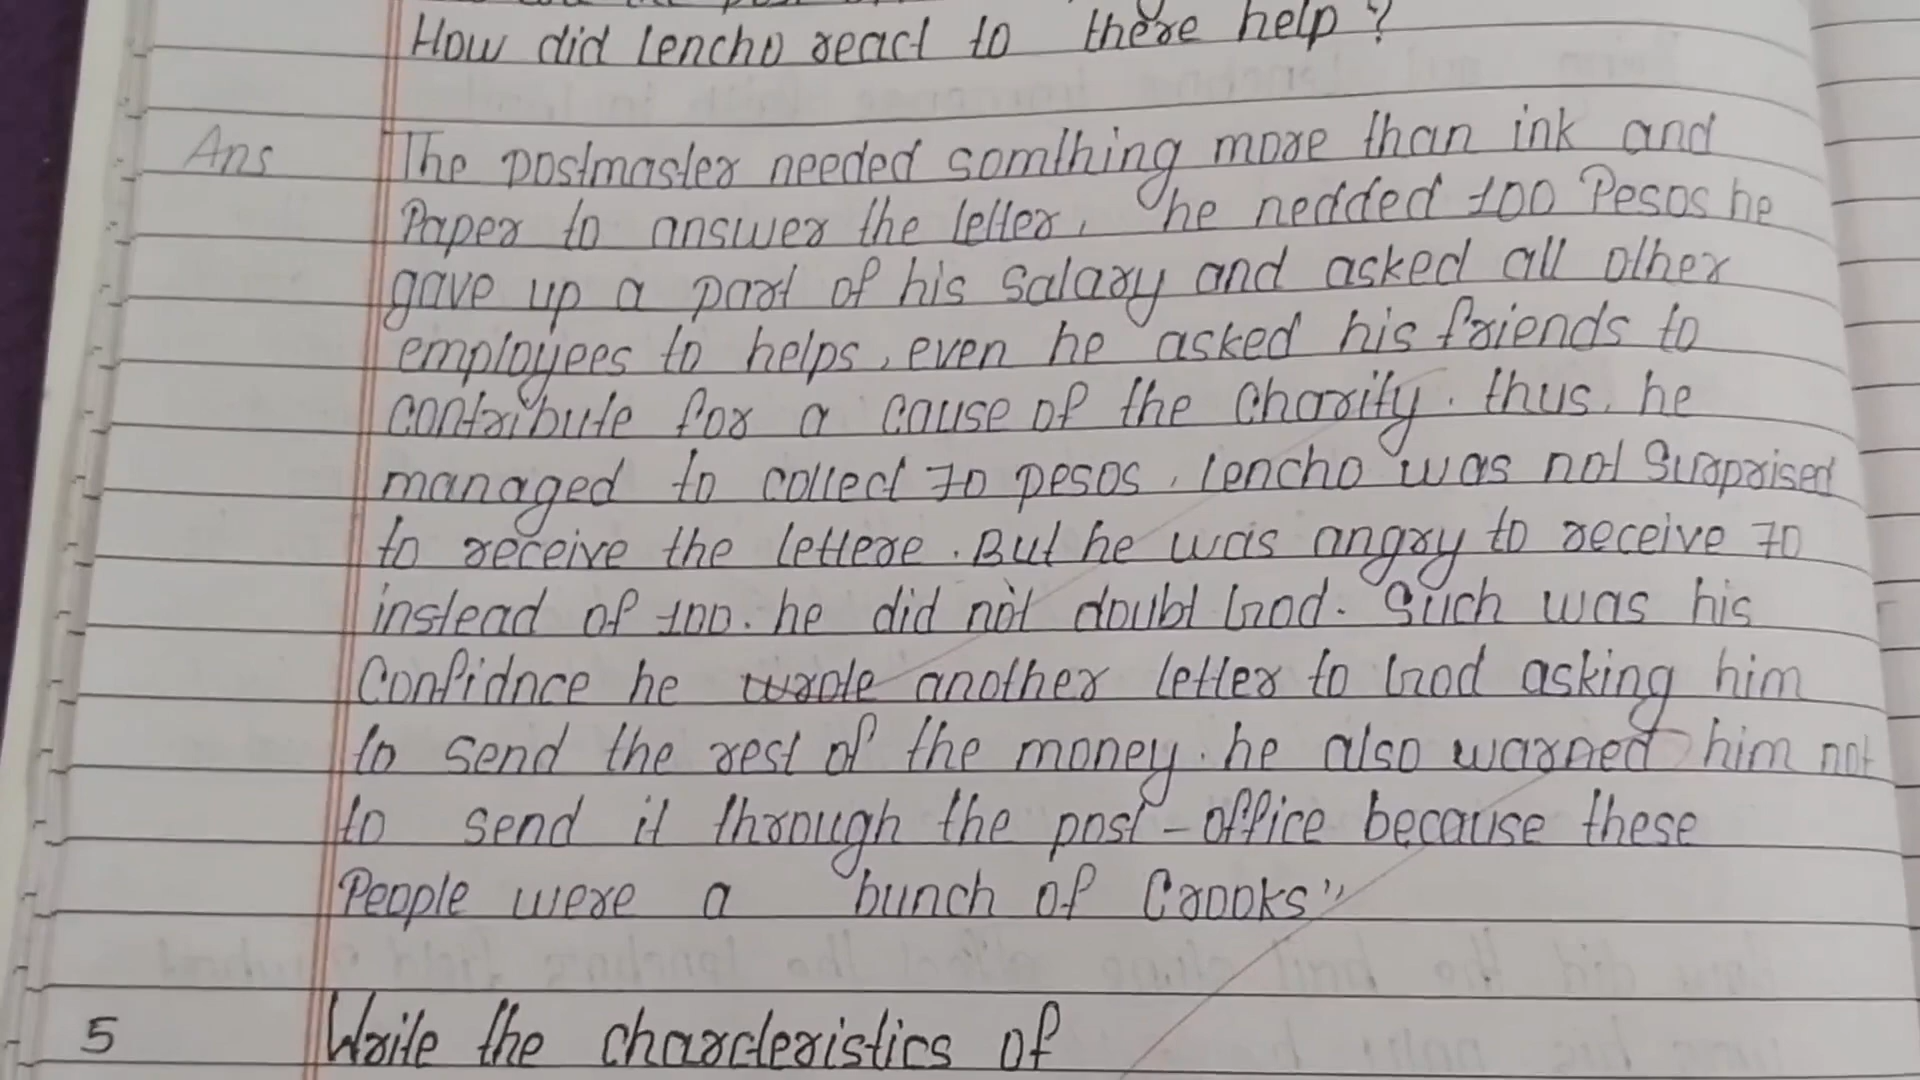 How did lencho react to there help?
Ans The postmaster needed somthing more than ink and
Paper to answer the letter, he nedded 100 Pesos he
gave up a part of his salary and asked all other
employees to helps, even he asked his friends to
contribute for a cause of the charity. thus, he
managed to collect 70 pesos, lencho was not Surprised
to receive the lettere. But he was angry to receive 70
instead of 100. he did not doubt God. Such was his
Confidnce he wrote another letter to God asking him
to send the rest of the money. he also warned him not
to send it through the post-office because these
People were a bunch of Crooks"
5 Write the charcteristics of